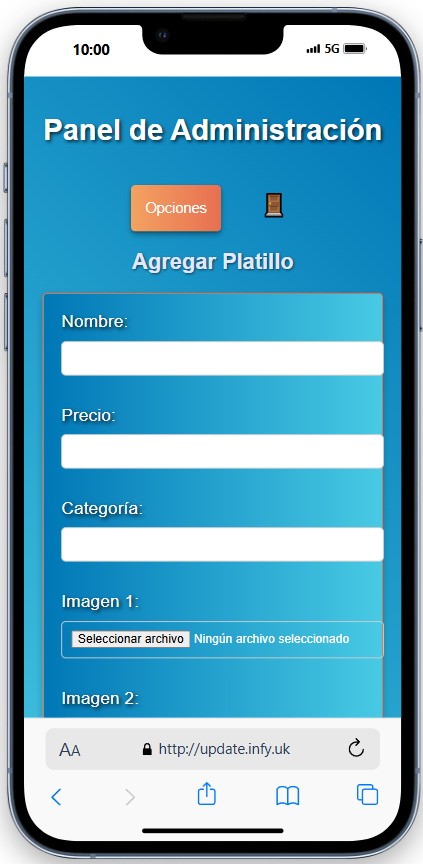 10:00
5G
Panel de Administración
Opciones
Agregar Platillo
Nombre:
Precio:
Categoría:
Imagen 1:
Seleccionar archivo Ningún archivo seleccionado
Imagen 2:
AA http://update.infy.uk